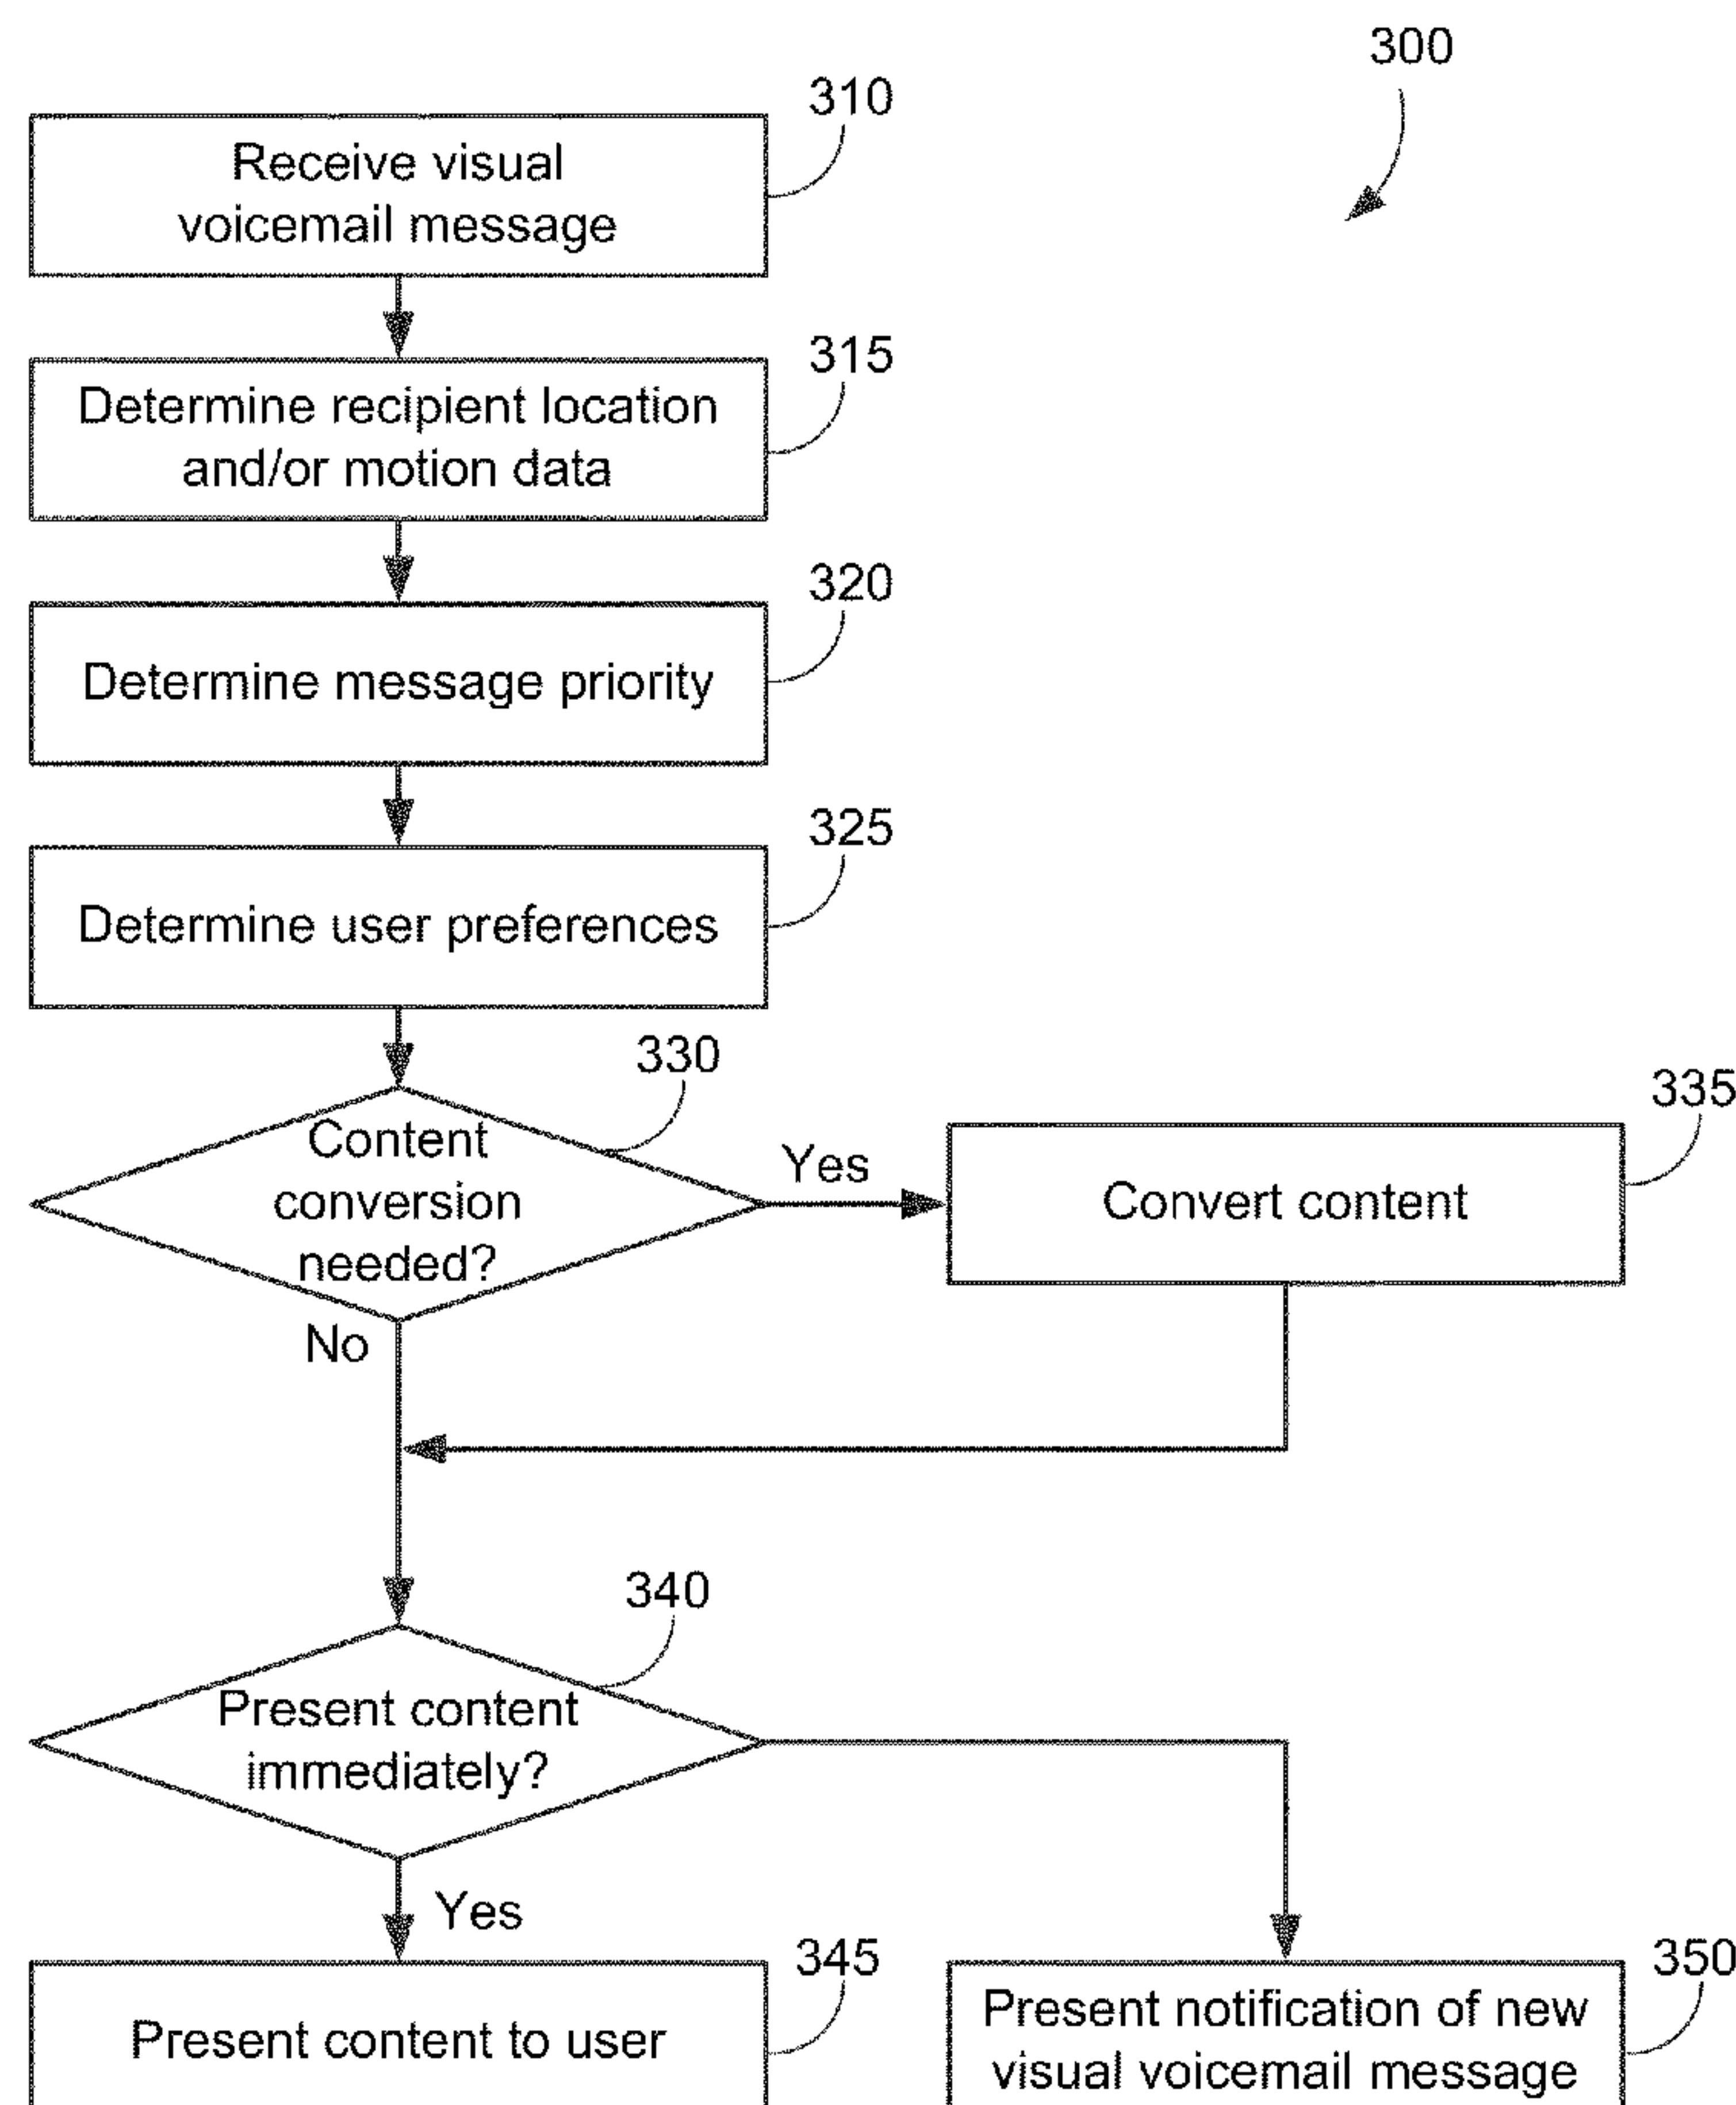 300
310
Receive visual
voicemail message
315
Determine recipient location
and/or motion data
320
Determine message priority
325
Determine user preferences
330
Content
conversion
needed?
Yes
335
Convert content
No
340
Present content
immediately?
Yes
345
Present content to user
350
Present notification of new
visual voicemail message